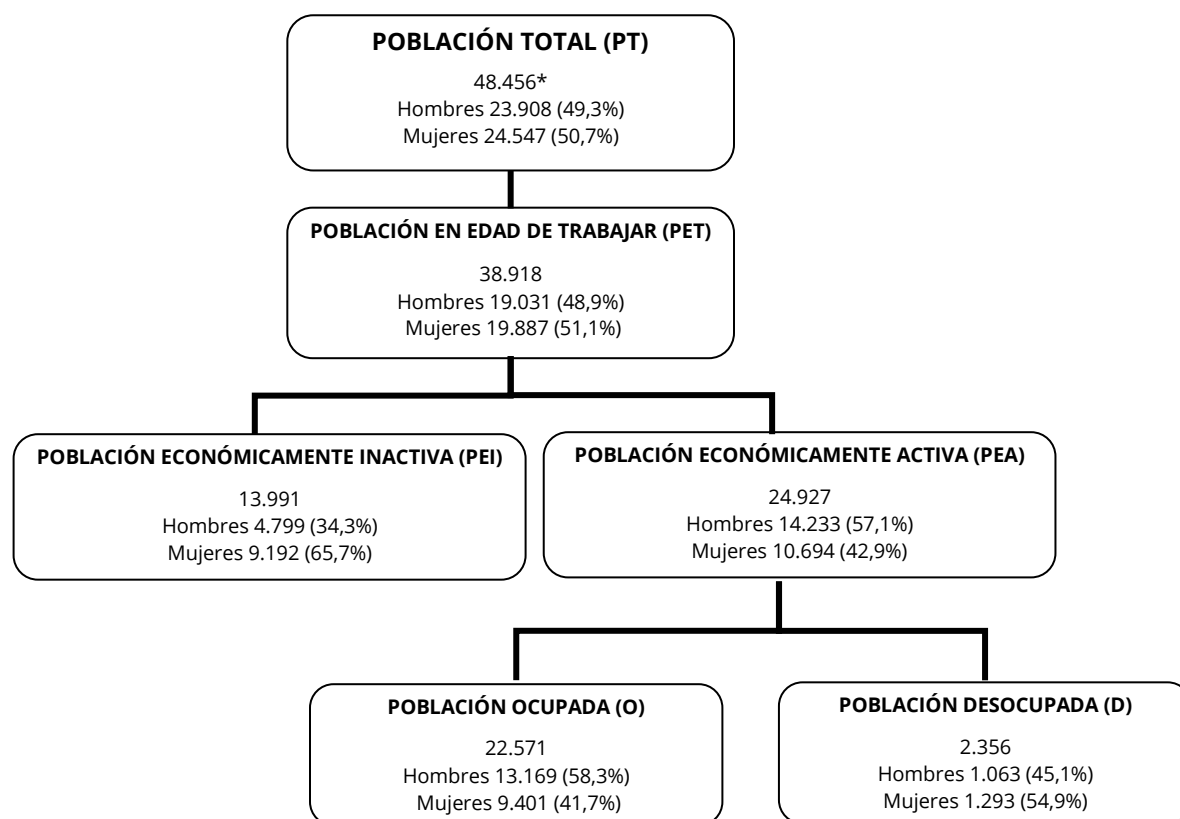 POBLACIÓN TOTAL (PT)
48.456*
Hombres 23.908 (49,3%)
Mujeres 24.547 (50,7%)
POBLACIÓN EN EDAD DE TRABAJAR (PET)
38.918
Hombres 19.031 (48,9%)
Mujeres 19.887 (51,1%)
POBLACIÓN ECONÓMICAMENTE INACTIVA (PEI)
13.991
Hombres 4.799 (34,3%)
Mujeres 9.192 (65,7%)
POBLACIÓN ECONÓMICAMENTE ACTIVA (PEA)
24.927
Hombres 14.233 (57,1%)
Mujeres 10.694 (42,9%)
POBLACIÓN OCUPADA (O)
22.571
Hombres 13.169 (58,3%)
Mujeres 9.401 (41,7%)
POBLACIÓN DESOCUPADA (D)
2.356
Hombres 1.063 (45,1%)
Mujeres 1.293 (54,9%)